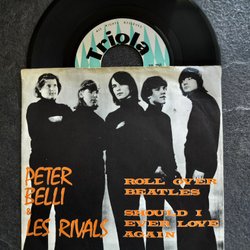 Triola
PETER
BELLI
&
LES RIVALS
ROLL OVER
BEATLES
SHOULD I
EVER LOVE
AGAIN